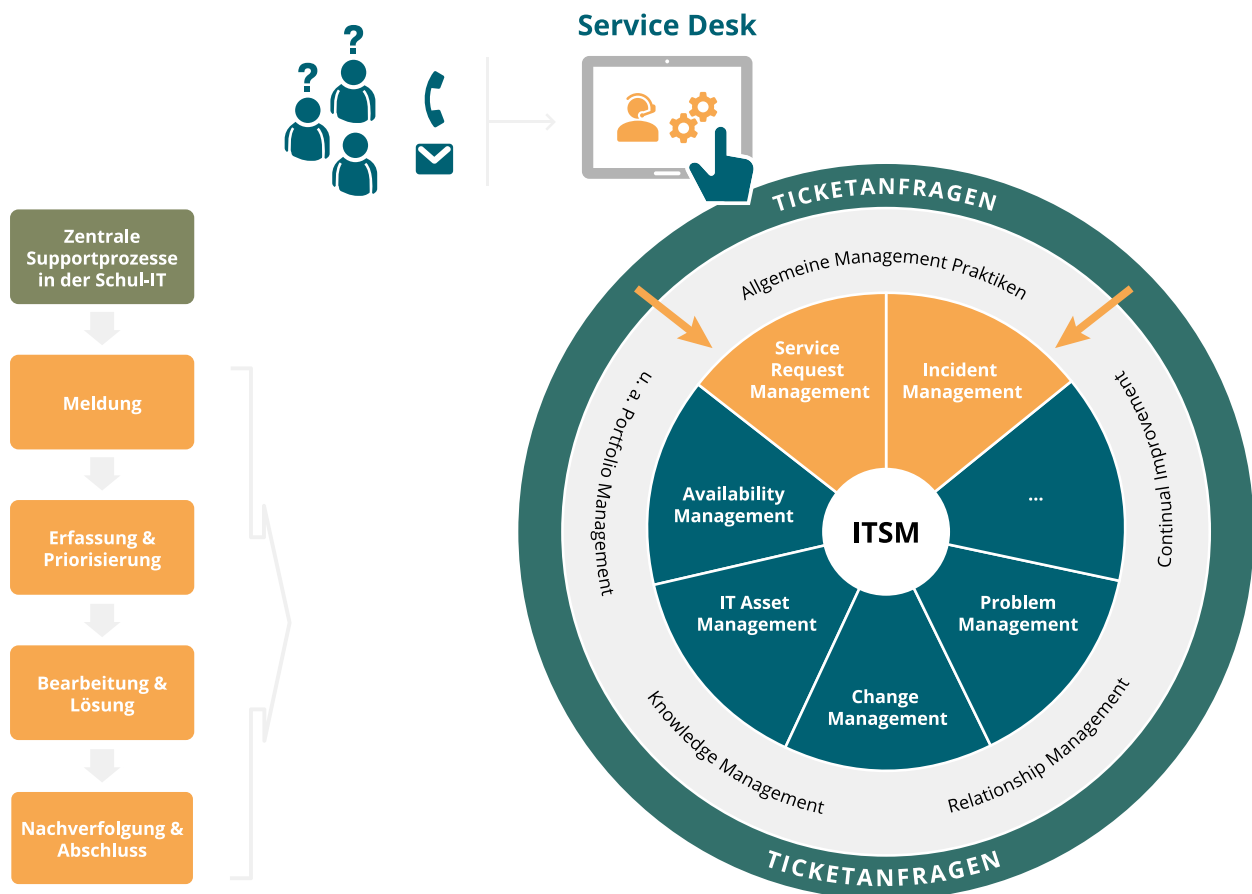 Service Desk
?
?
Zentrale
Supportprozesse
in der Schul-IT
Meldung
Erfassung &
Priorisierung
Bearbeitung &
Lösung
Nachverfolgung &
Abschluss
TICKETANFRAGEN
Allgemeine Management Praktiken
u. a. Portfolio Management
Continual Improvement
Knowledge Management
Relationship Management
Service
Request
Management
Incident
Management
Availability
Management
...
ITSM
IT Asset
Management
Problem
Management
Change
Management
TICKETANFRAGEN